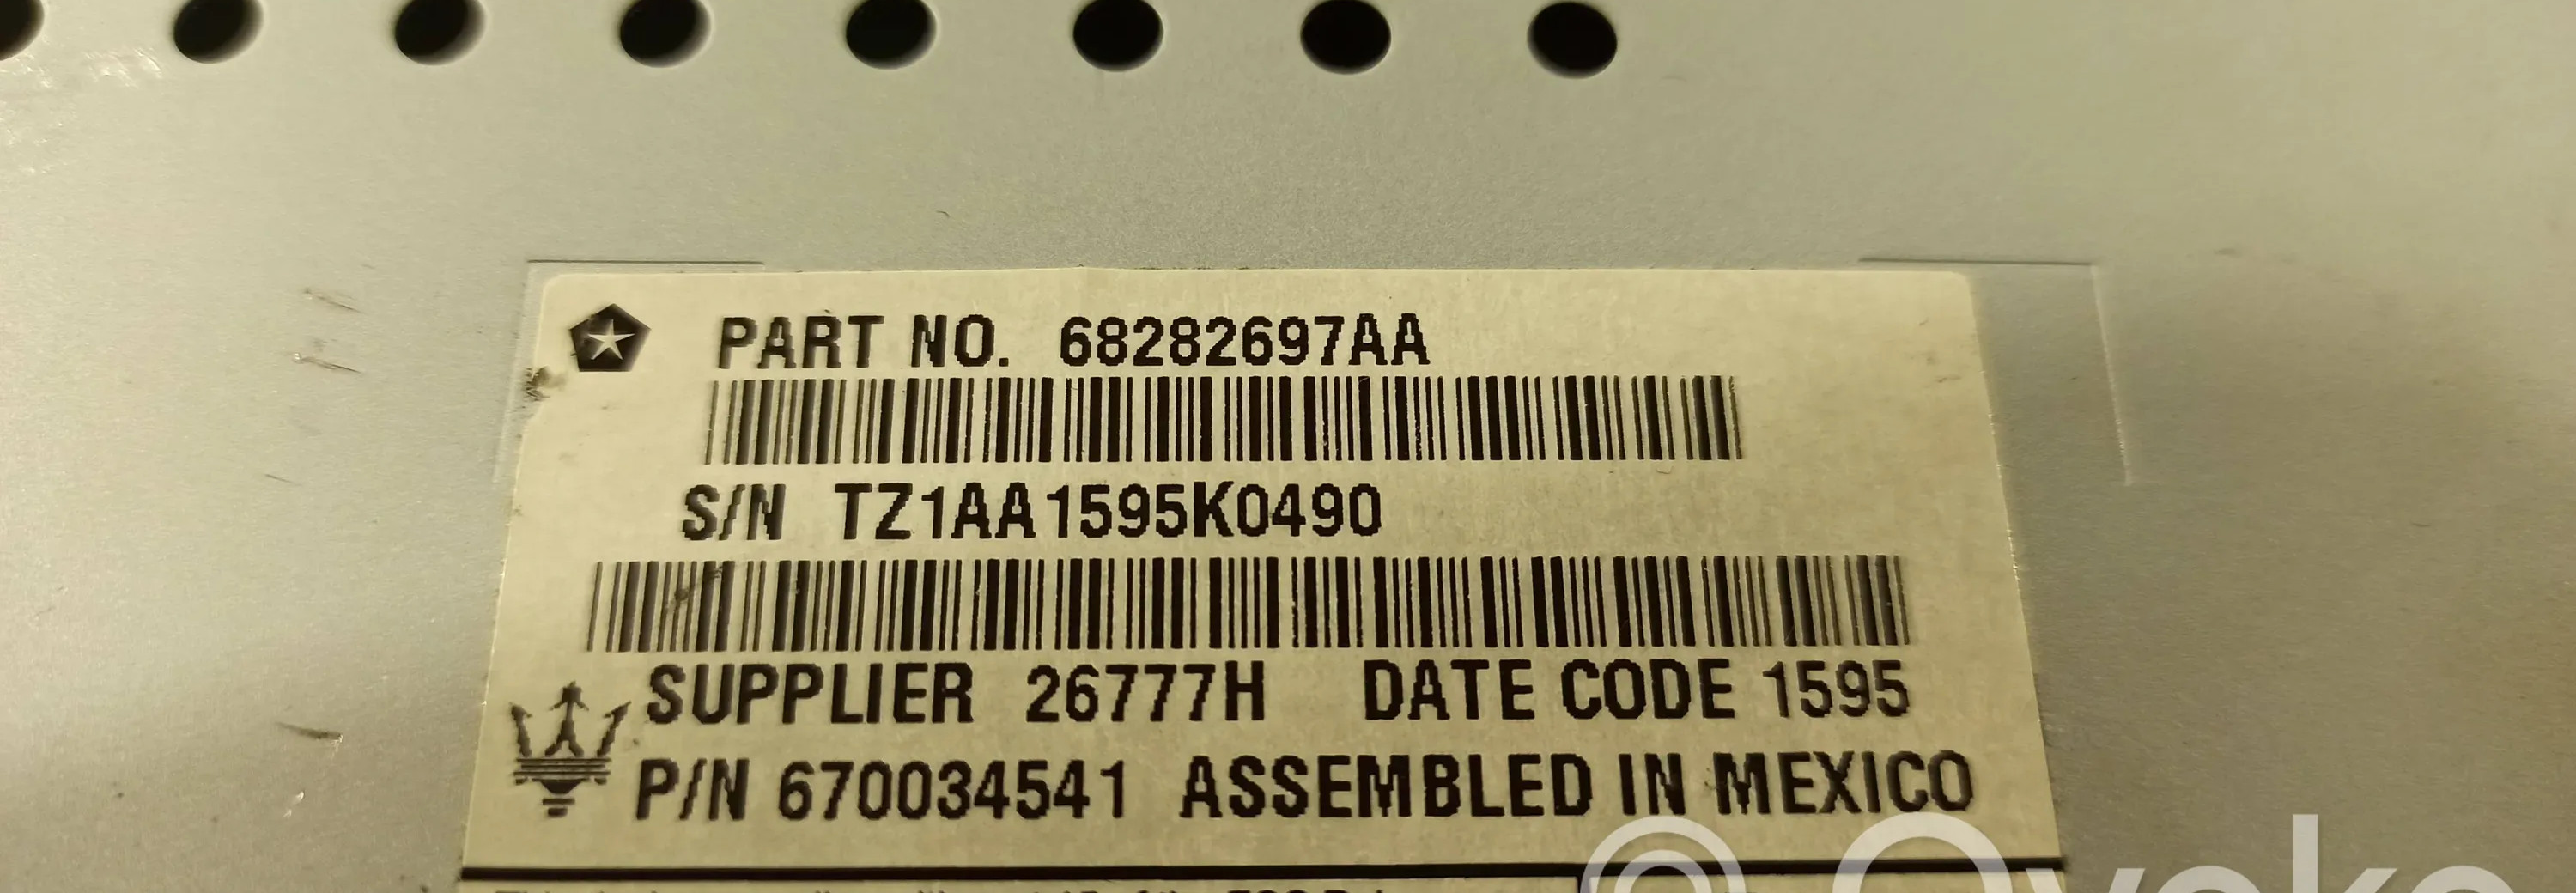 PART NO. 68282697AA
S/N TZ1AA1595K0490
SUPPLIER 26777H DATE CODE 1595
P/N 670034541 ASSEMBLED IN MEXICO